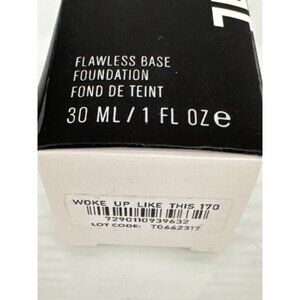 FLAWLESS BASE
FOUNDATION
FOND DE TEINT
30 ML/1 FL OZ e
WOKE UP LIKE THIS 170
7290110939632
LOT CODE: T0662317